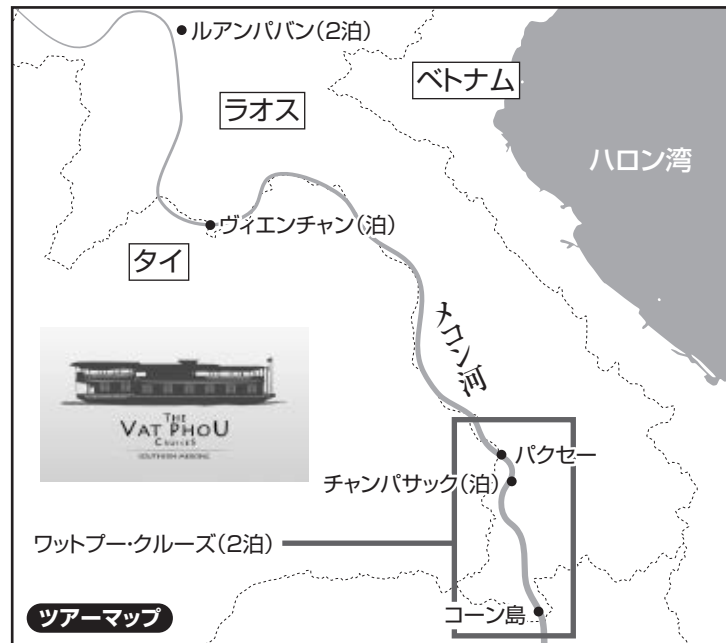 ルアンパバン(2泊)
ベトナム
ラオス
ハロン湾
ヴィエンチャン(泊)
タイ
メコン河
THE
VAT PHOU
CRUISES
SOUTHERN MEKONG
パクセー
チャンパサック(泊)
ワットプー・クルーズ(2泊)
コーン島
ツアーマップ